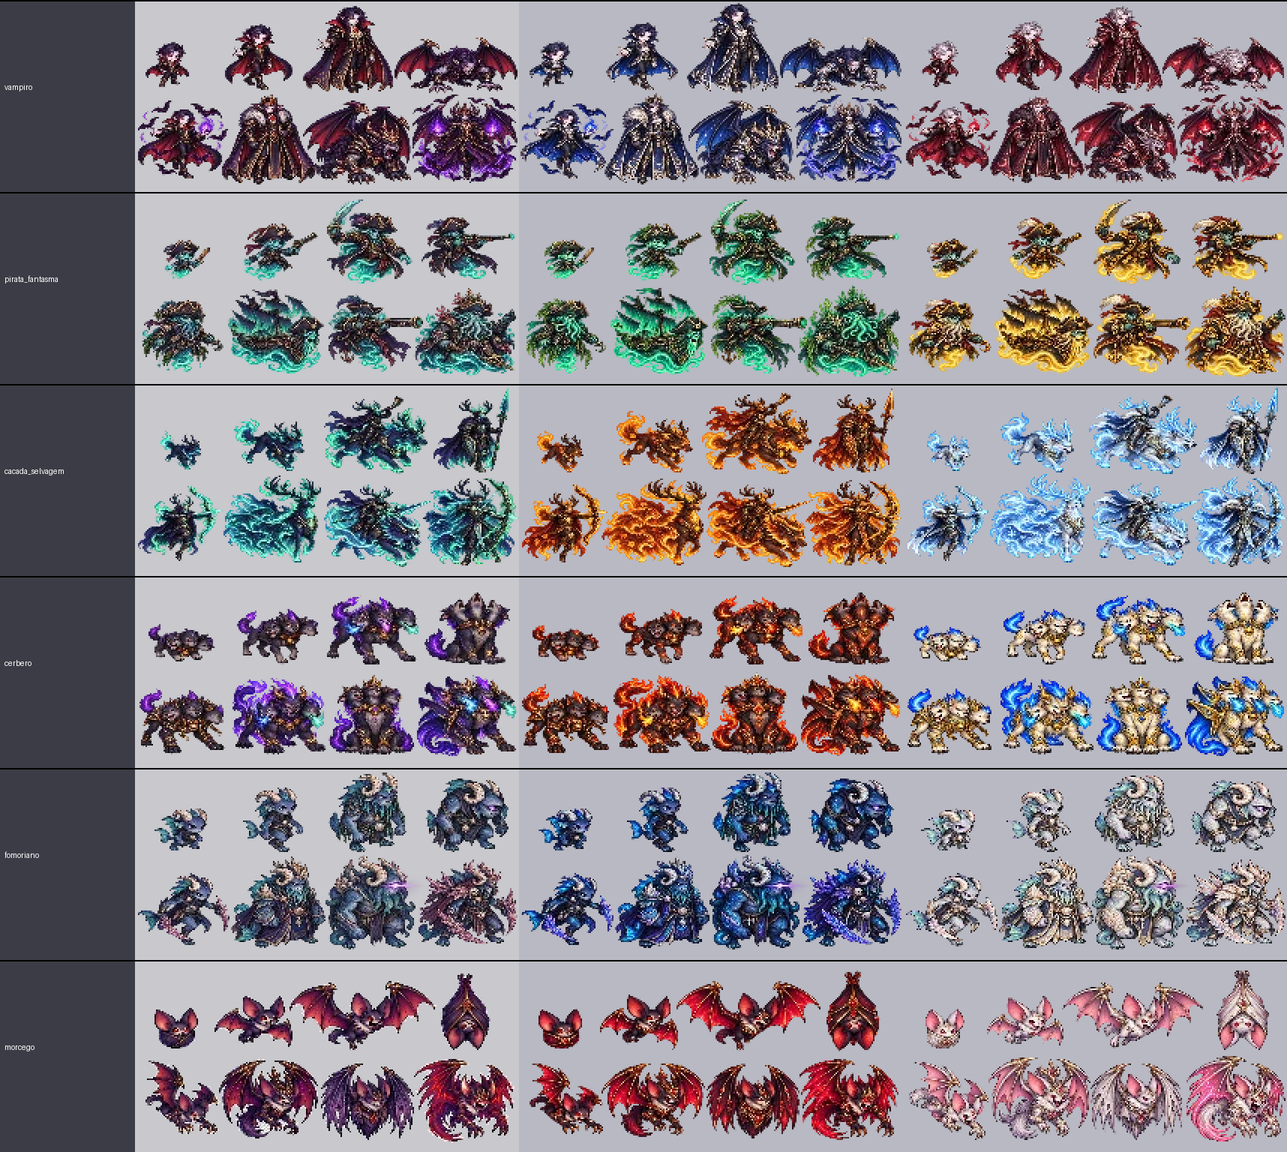 vampiro
pirata_fantasma
cacada_selvagem
cerbero
fomoriano
morcego